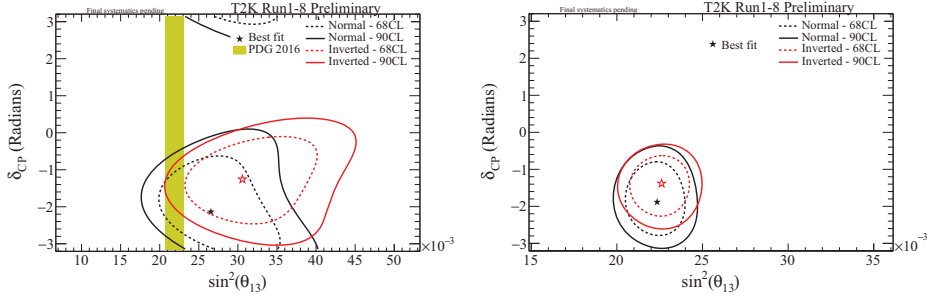 Final systematics pending T2K Run1-8 Preliminary
3
2
1
0
−1
−2
−3
δCP (Radians)
★ Best fit
PDG 2016
Normal - 68CL
Normal - 90CL
Inverted - 68CL
Inverted - 90CL
10 15 20 25 30 35 40 45 50 ×10⁻³
sin²(θ13)
Final systematics pending T2K Run1-8 Preliminary
3
2
1
0
−1
−2
−3
δCP (Radians)
★ Best fit
Normal - 68CL
Normal - 90CL
Inverted - 68CL
Inverted - 90CL
15 20 25 30 35 ×10⁻³
sin²(θ13)